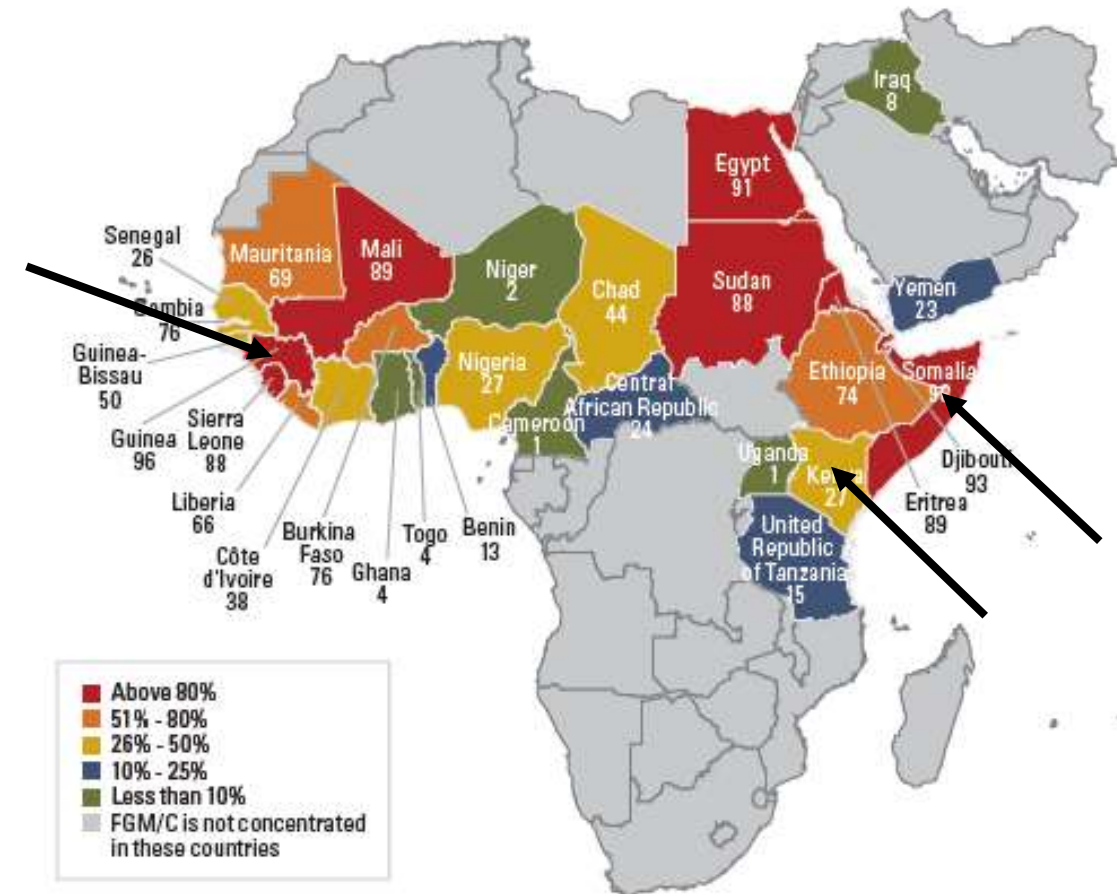 Iraq
8
Egypt
91
Senegal
26
Mauritania
69
Mali
89
Niger
2
Chad
44
Sudan
88
Yemen
23
Gambia
76
Guinea-
Bissau
50
Nigeria
27
Ethiopia
74
Somalia
Central
African Republic
24
Cameroon
1
Sierra
Leone
88
Guinea
96
Uganda
1
Kenya
27
Djibouti
93
Eritrea
89
Liberia
66
Burkina
Faso
76
Togo
4
Benin
13
Côte
d'Ivoire
38
Ghana
4
United
Republic
of Tanzania
15
Above 80%
51% - 80%
26% - 50%
10% - 25%
Less than 10%
FGM/C is not concentrated
in these countries